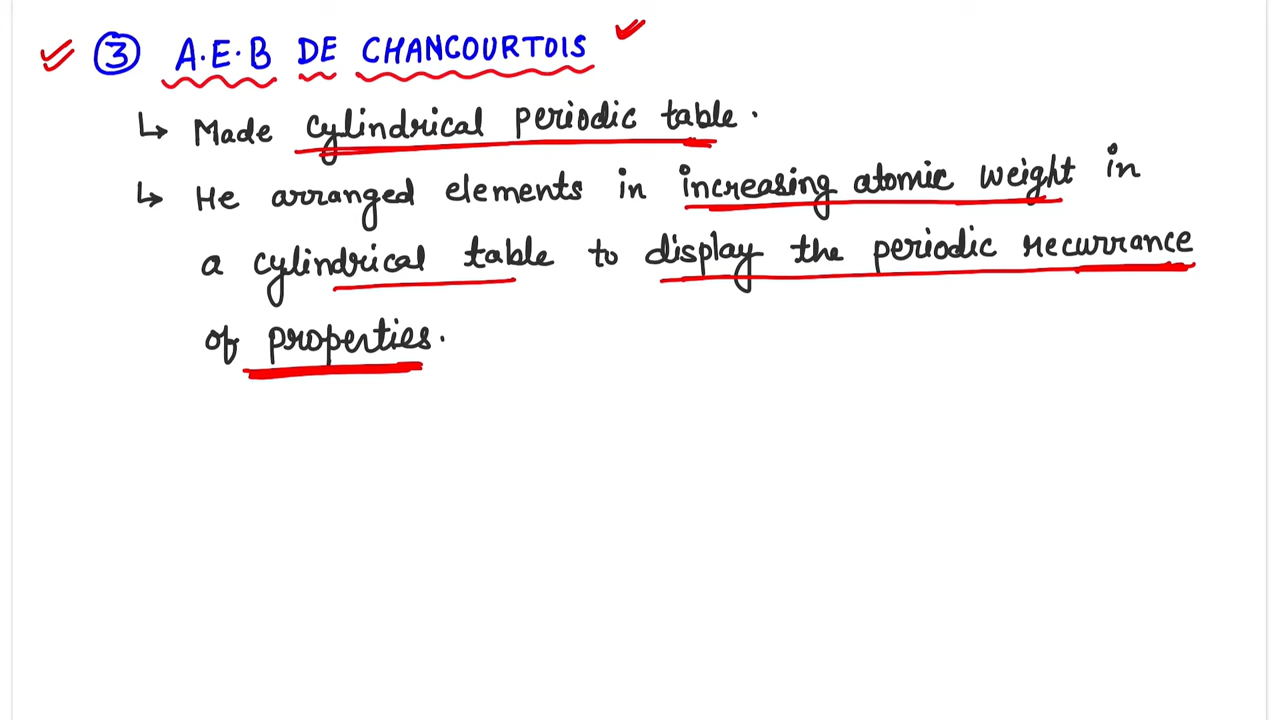 ③ A.E.B DE CHANCOURTOIS
↳ Made cylindrical periodic table.
↳ He arranged elements in increasing atomic weight in
a cylindrical table to display the periodic recurrance
of properties.